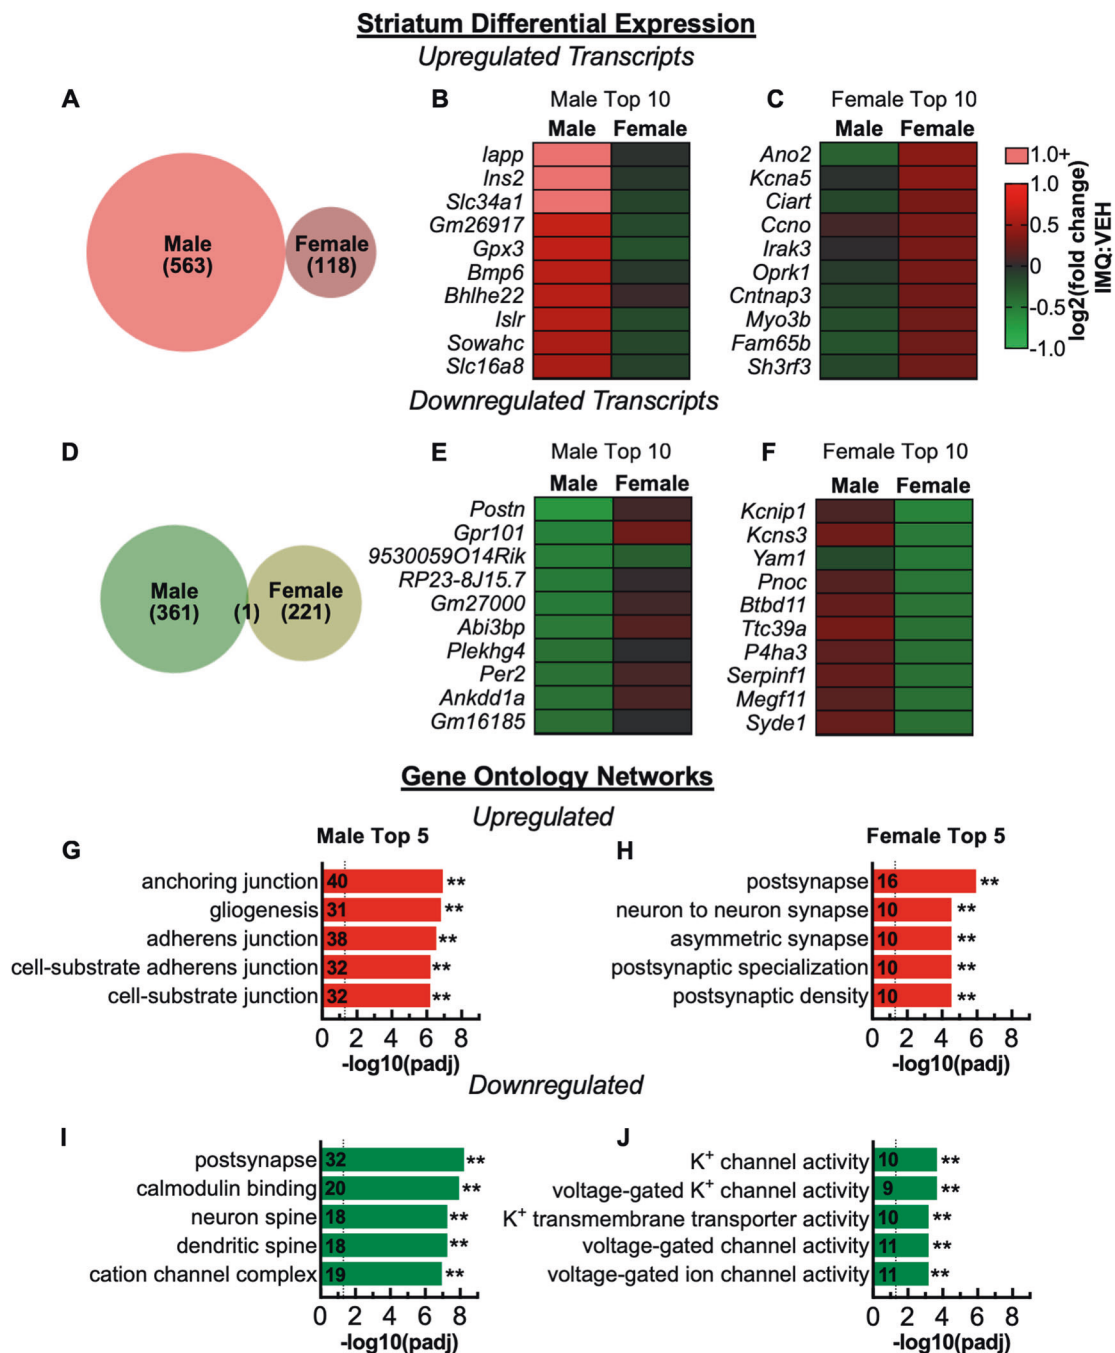 Striatum Differential Expression
Upregulated Transcripts
A
Male
(563)
Female
(118)
B
Male Top 10
Male Female
Iapp
Ins2
Slc34a1
Gm26917
Gpx3
Bmp6
Bhlhe22
Islr
Sowahc
Slc16a8
C
Female Top 10
Male Female
Ano2
Kcna5
Ciart
Ccno
Irak3
Oprk1
Cntnap3
Myo3b
Fam65b
Sh3rf3
1.0+
1.0
0.5
0
-0.5
-1.0
log2(fold change)
IMQ:VEH
Downregulated Transcripts
D
Male
(361)
(1)
Female
(221)
E
Male Top 10
Male Female
Postn
Gpr101
9530059O14Rik
RP23-8J15.7
Gm27000
Abi3bp
Plekhg4
Per2
Ankdd1a
Gm16185
F
Female Top 10
Male Female
Kcnip1
Kcns3
Yam1
Pnoc
Btbd11
Ttc39a
P4ha3
Serpinf1
Megf11
Syde1
Gene Ontology Networks
Upregulated
G
Male Top 5
anchoring junction 40 **
gliogenesis 31 **
adherens junction 38 **
cell-substrate adherens junction 32 **
cell-substrate junction 32 **
0 2 4 6 8
-log10(padj)
H
Female Top 5
postsynapse 16 **
neuron to neuron synapse 10 **
asymmetric synapse 10 **
postsynaptic specialization 10 **
postsynaptic density 10 **
0 2 4 6 8
-log10(padj)
Downregulated
I
postsynapse 32 **
calmodulin binding 20 **
neuron spine 18 **
dendritic spine 18 **
cation channel complex 19 **
0 2 4 6 8
-log10(padj)
J
K⁺ channel activity 10 **
voltage-gated K⁺ channel activity 9 **
K⁺ transmembrane transporter activity 10 **
voltage-gated channel activity 11 **
voltage-gated ion channel activity 11 **
0 2 4 6 8
-log10(padj)